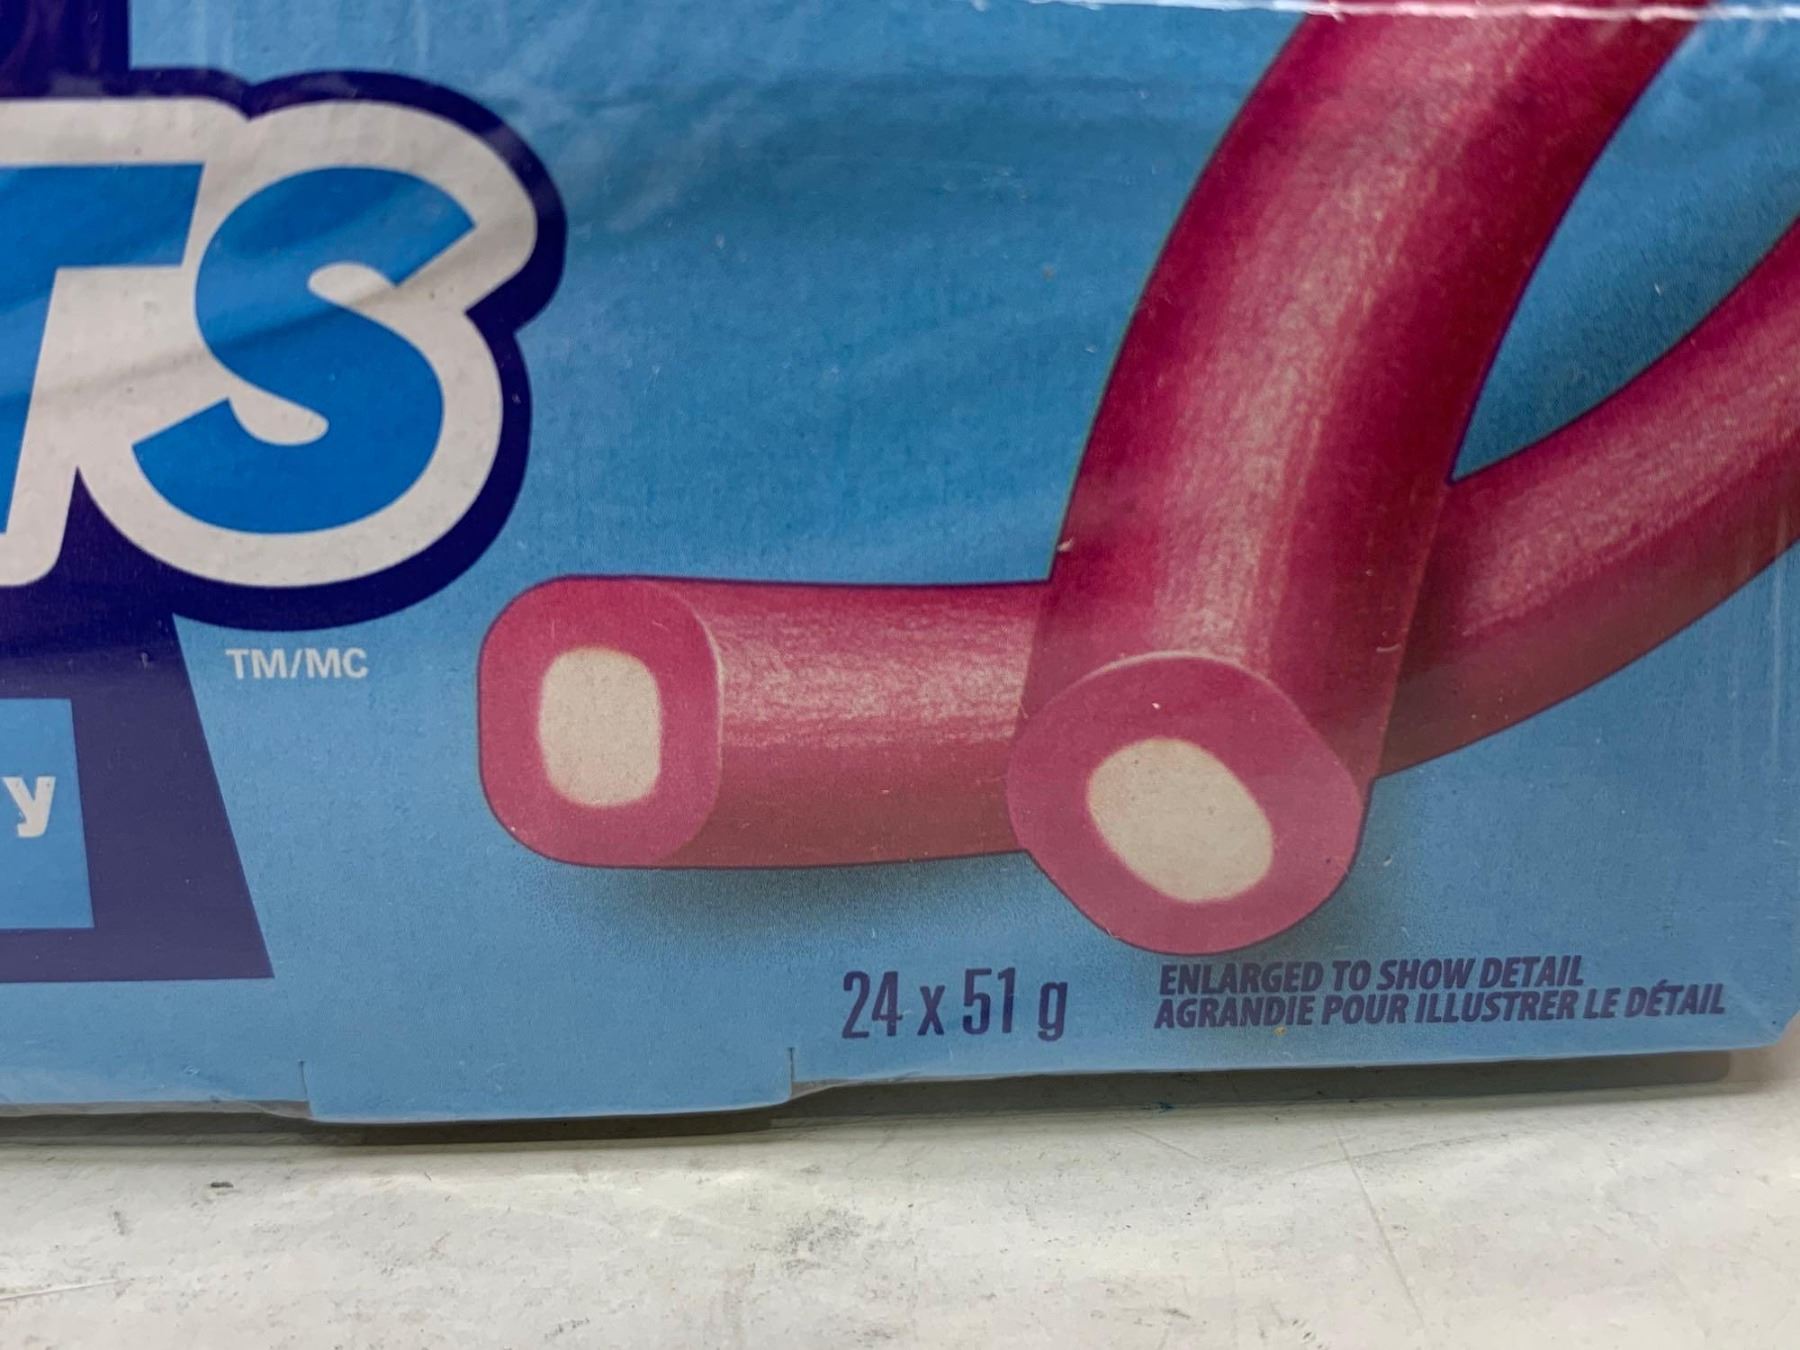 TS
TM/MC
y
24 x 51 g
ENLARGED TO SHOW DETAIL
AGRANDIE POUR ILLUSTRER LE DÉTAIL